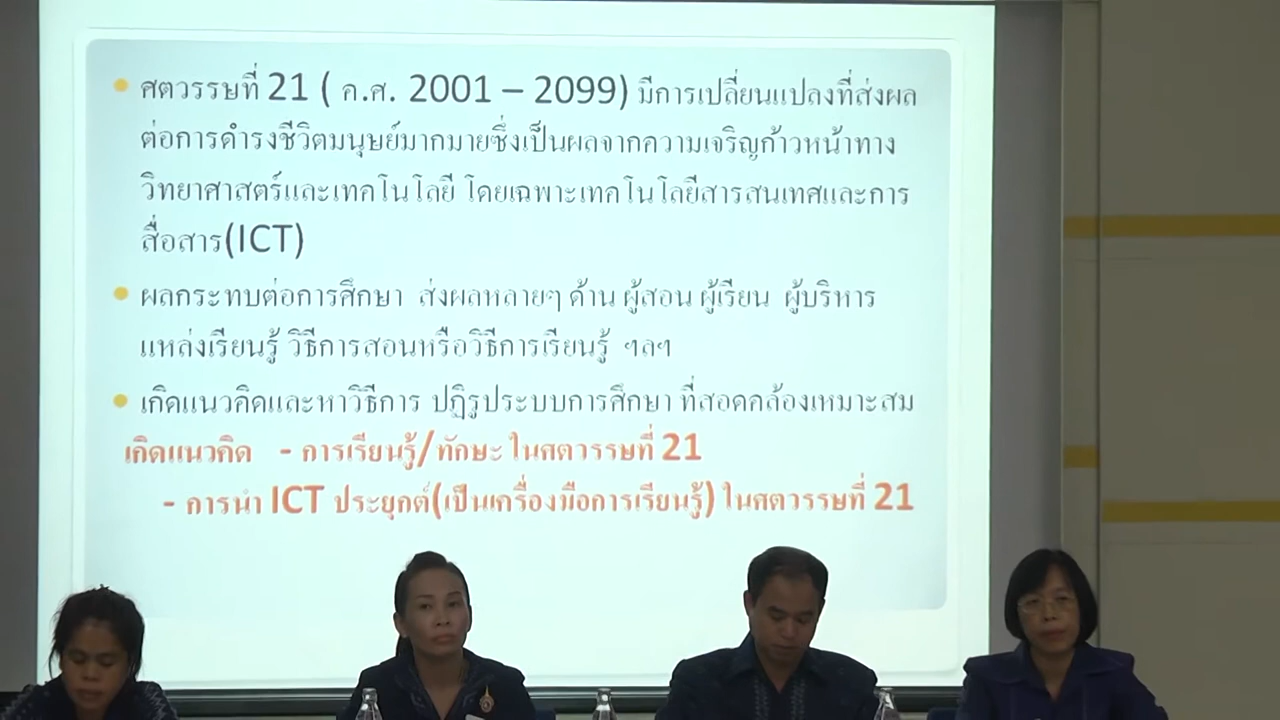 ศตวรรษที่ 21 ( ค.ศ. 2001 – 2099) มีการเปลี่ยนแปลงที่ส่งผล
ต่อการดำรงชีวิตมนุษย์มากมายซึ่งเป็นผลจากความเจริญก้าวหน้าทาง
วิทยาศาสตร์และเทคโนโลยี โดยเฉพาะเทคโนโลยีสารสนเทศและการ
สื่อสาร(ICT)
ผลกระทบต่อการศึกษา ส่งผลหลายๆ ด้าน ผู้สอน ผู้เรียน ผู้บริหาร
แหล่งเรียนรู้ วิธีการสอนหรือวิธีการเรียนรู้ ฯลฯ
เกิดแนวคิดและหาวิธีการ ปฏิรูประบบการศึกษา ที่สอดคล้องเหมาะสม
เกิดแนวคิด - การเรียนรู้/ทักษะ ในศตวรรษที่ 21
- การนำ ICT ประยุกต์(เป็นเครื่องมือการเรียนรู้) ในศตวรรษที่ 21